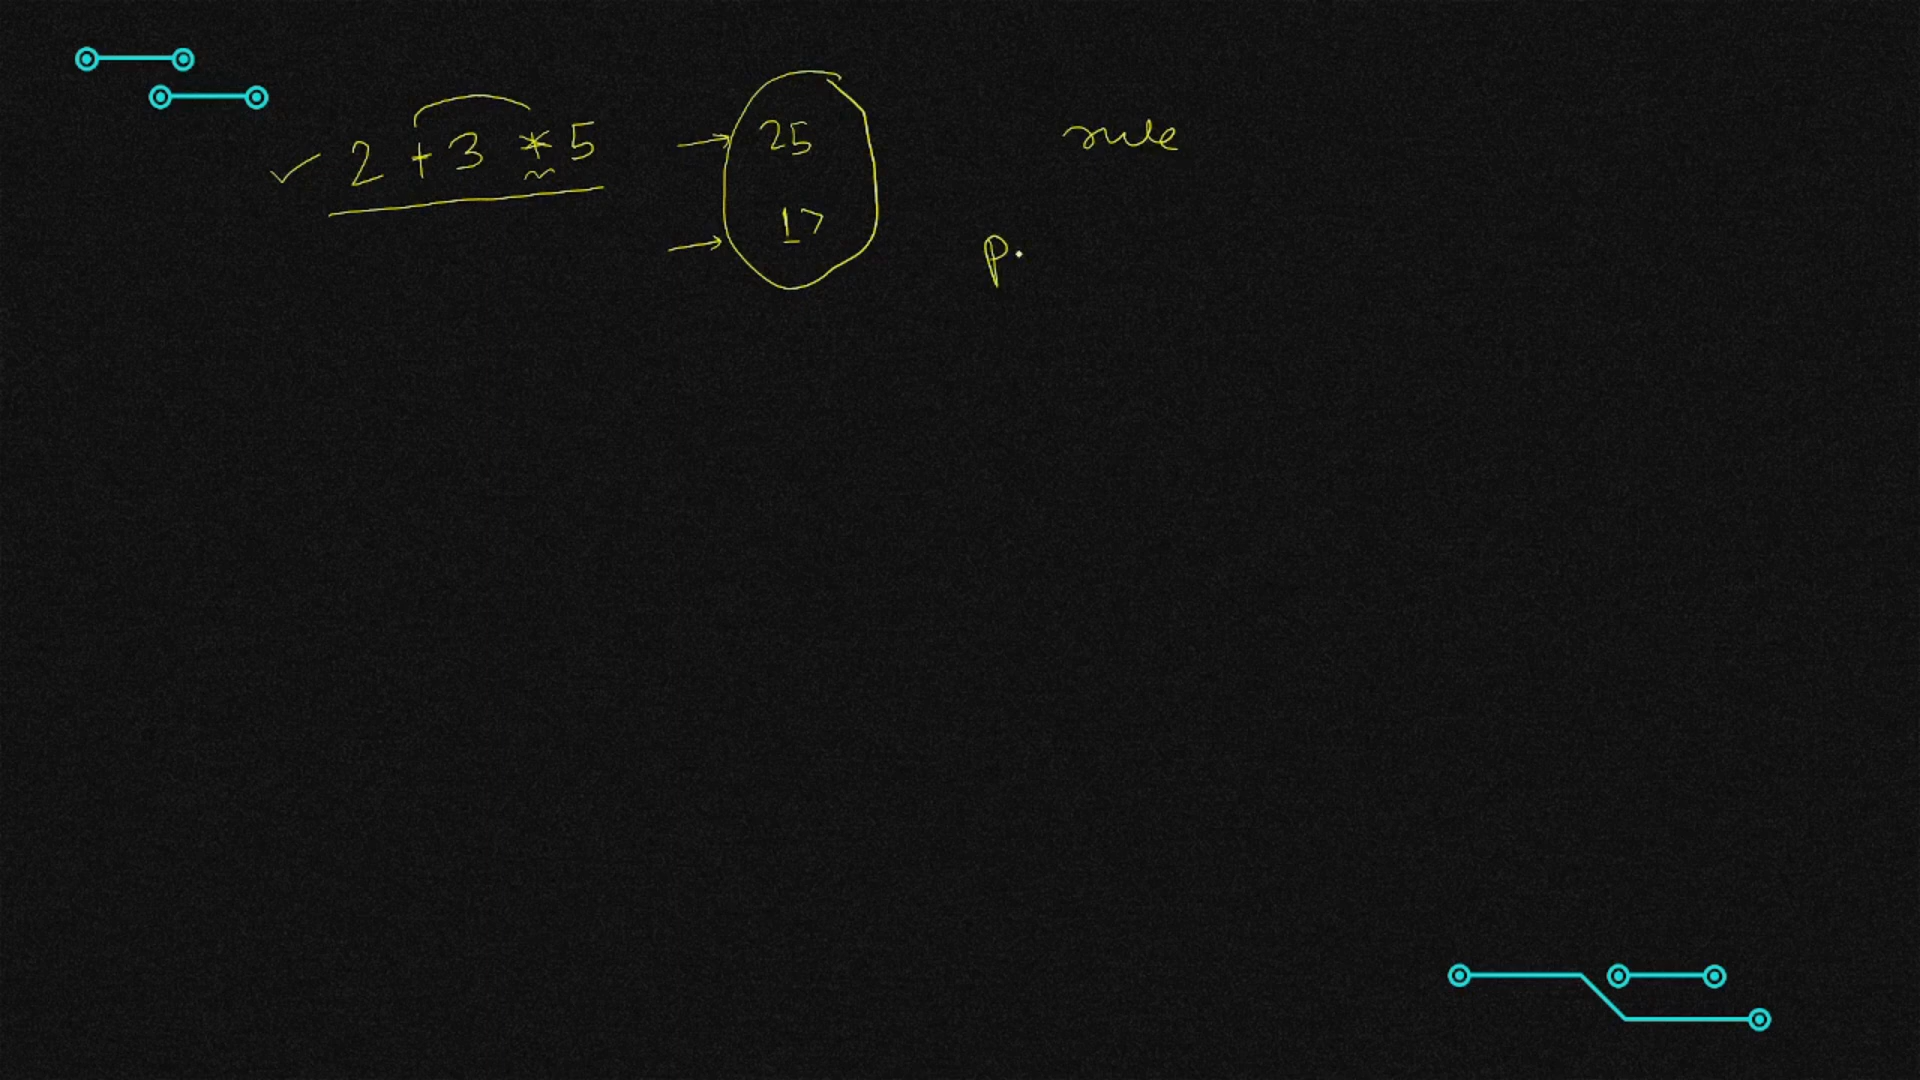 2 + 3 * 5 → 25 rule
→ 17
p.